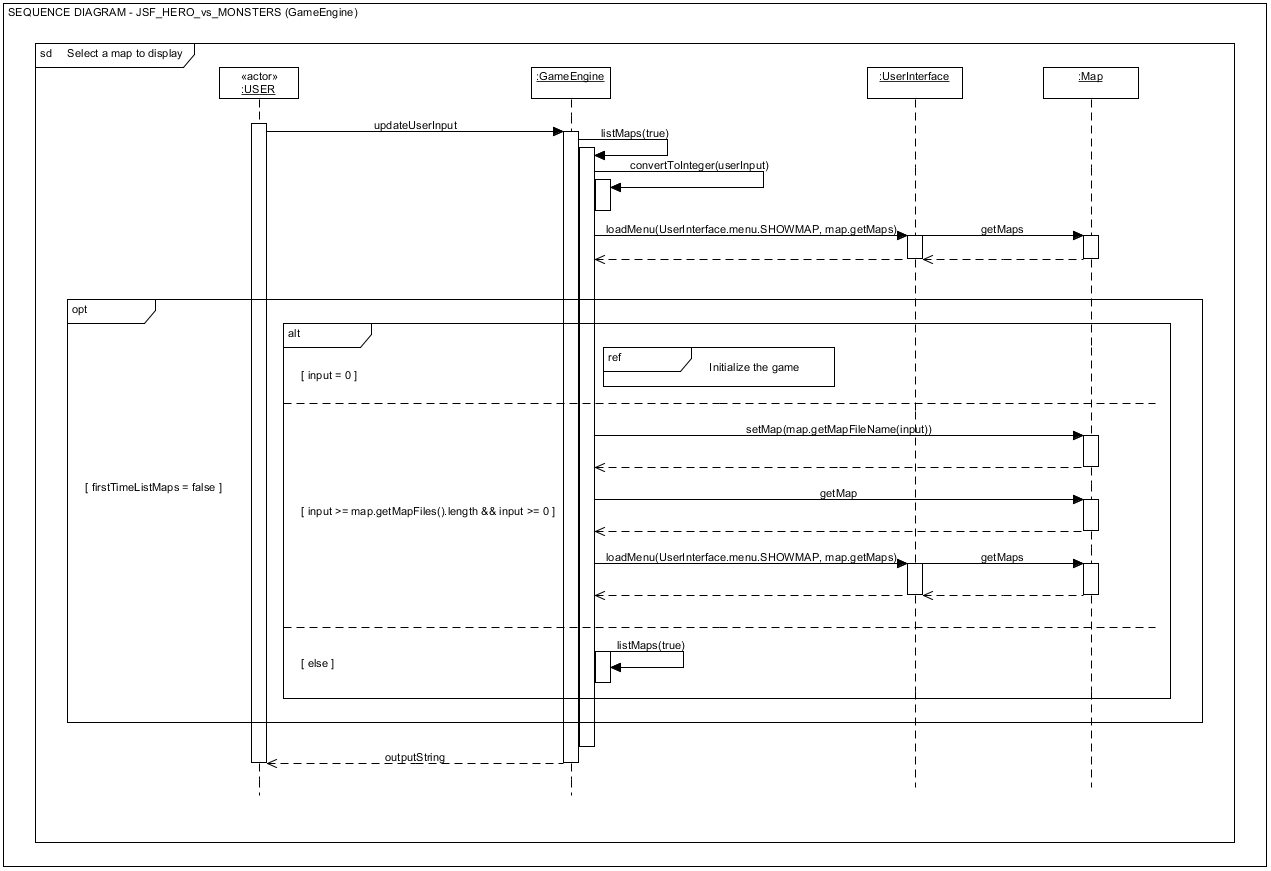 SEQUENCE DIAGRAM - JSF_HERO_vs_MONSTERS (GameEngine)
sd Select a map to display
«actor»
:USER
:GameEngine
:UserInterface
:Map
updateUserInput
listMaps(true)
convertToInteger(userInput)
loadMenu(UserInterface.menu.SHOWMAP, map.getMaps)
getMaps
opt
alt
ref
Initialize the game
[ input = 0 ]
setMap(map.getMapFileName(input))
[ firstTimeListMaps = false ]
getMap
[ input >= map.getMapFiles().length && input >= 0 ]
loadMenu(UserInterface.menu.SHOWMAP, map.getMaps)
getMaps
listMaps(true)
[ else ]
outputString